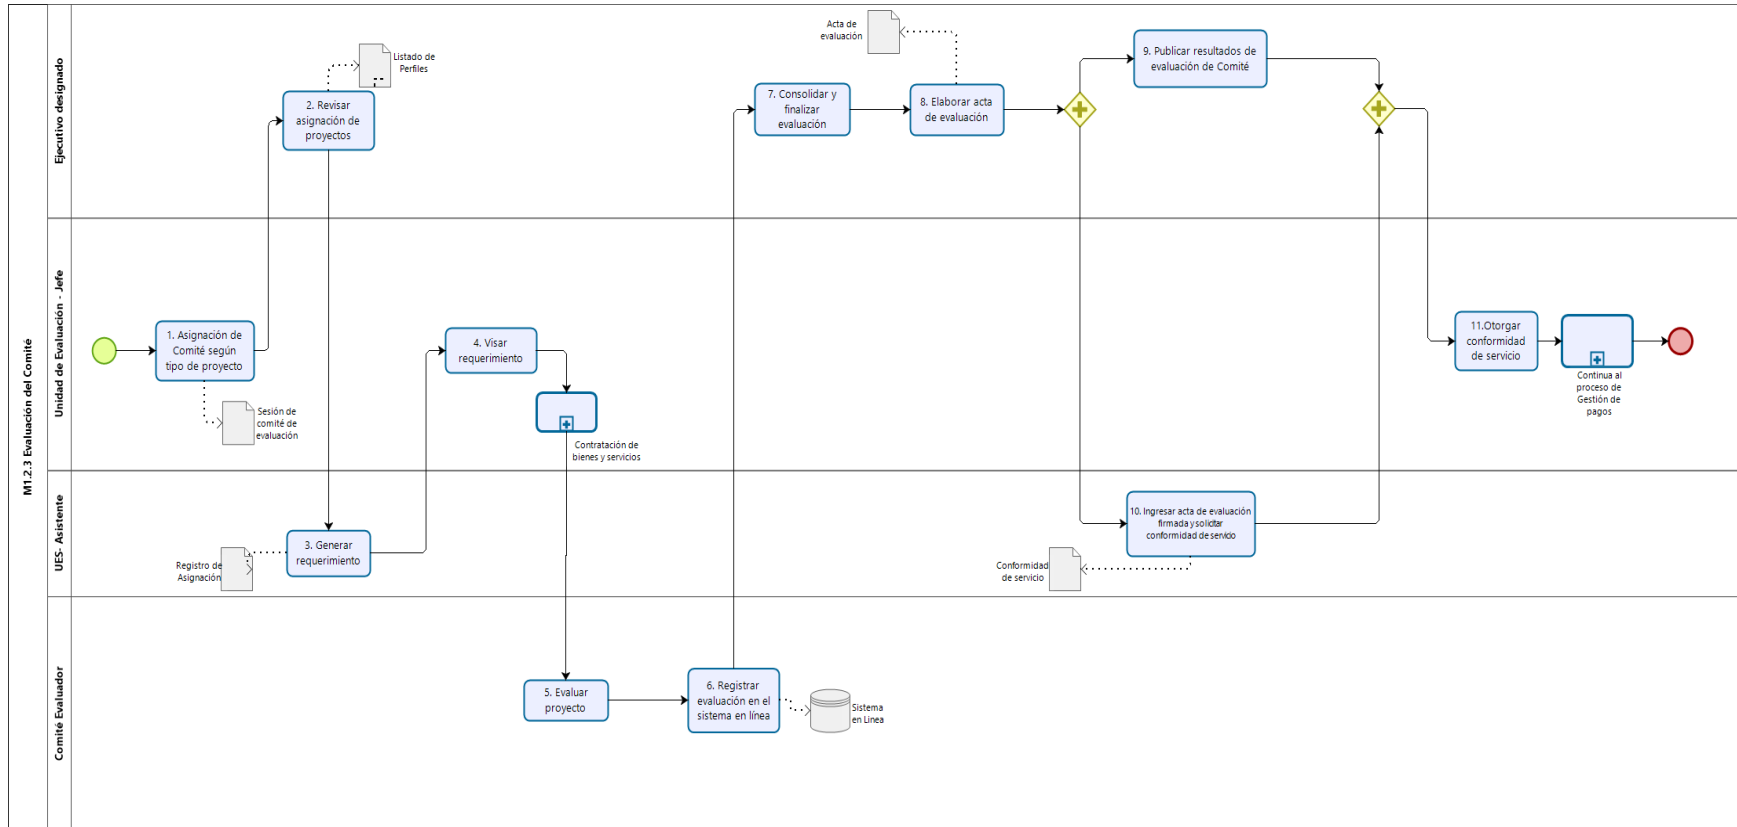 M1.2.3 Evaluación del Comité
Ejecutivo designado
Listado de
Perfiles
2. Revisar
asignación de
proyectos
Acta de
evaluación
7. Consolidar y
finalizar
evaluación
8. Elaborar acta
de evaluación
9. Publicar resultados de
evaluación de Comité
Unidad de Evaluación - Jefe
1. Asignación de
Comité según
tipo de proyecto
Sesión de
comité de
evaluación
4. Visar
requerimiento
Contratación de
bienes y servicios
11.Otorgar
conformidad
de servicio
Continua al
proceso de
Gestión de
pagos
UES- Asistente
3. Generar
requerimiento
Registro de
Asignación
10. Ingresar acta de evaluación
firmada y solicitar
conformidad de servicio
Conformidad
de servicio
Comité Evaluador
5. Evaluar
proyecto
6. Registrar
evaluación en el
sistema en línea
Sistema
en Linea